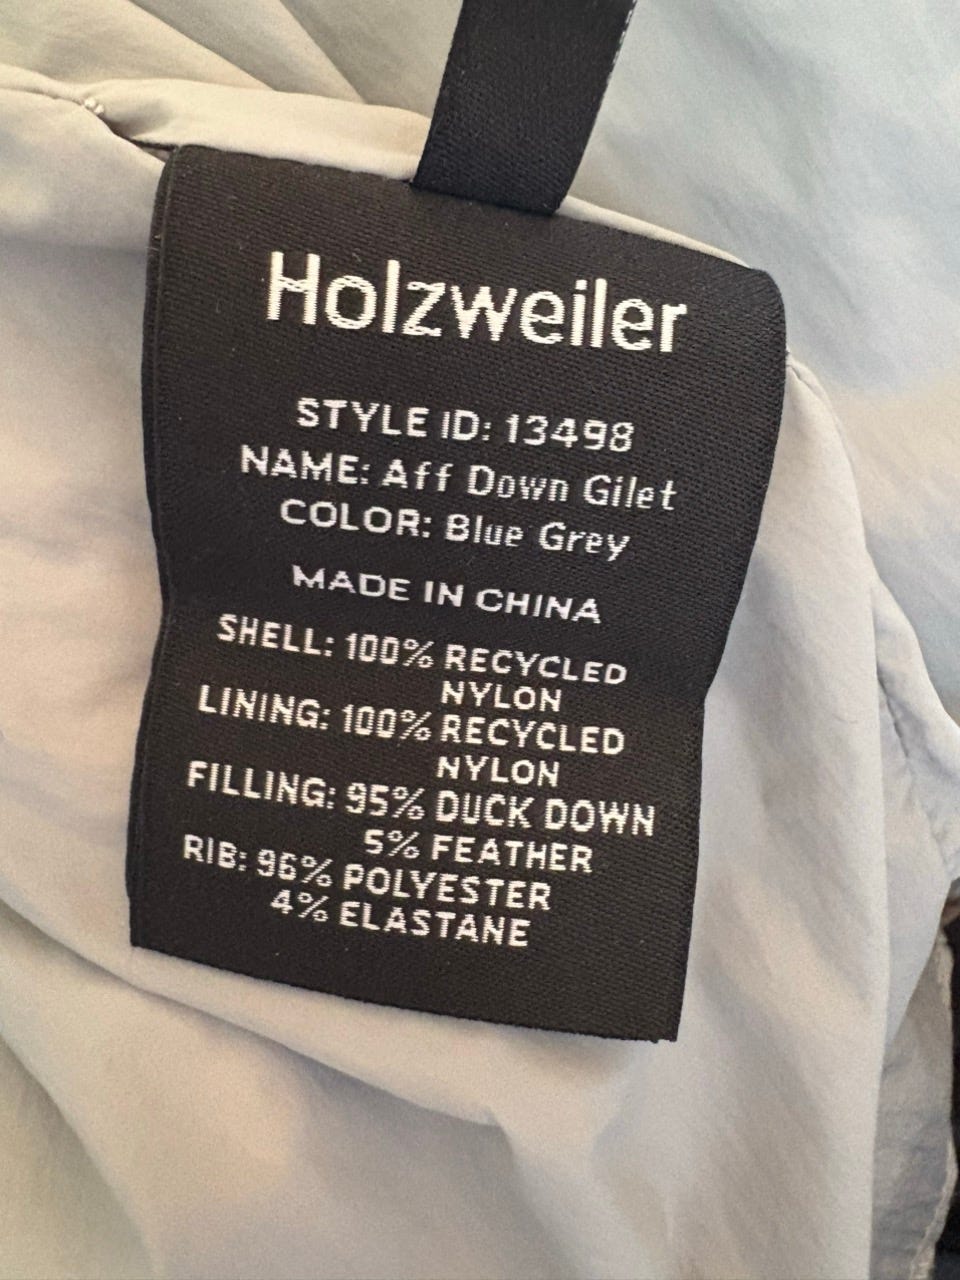 Holzweiler
STYLE ID: 13498
NAME: Aff Down Gilet
COLOR: Blue Grey
MADE IN CHINA
SHELL: 100% RECYCLED
NYLON
LINING: 100% RECYCLED
NYLON
FILLING: 95% DUCK DOWN
5% FEATHER
RIB: 96% POLYESTER
4% ELASTANE